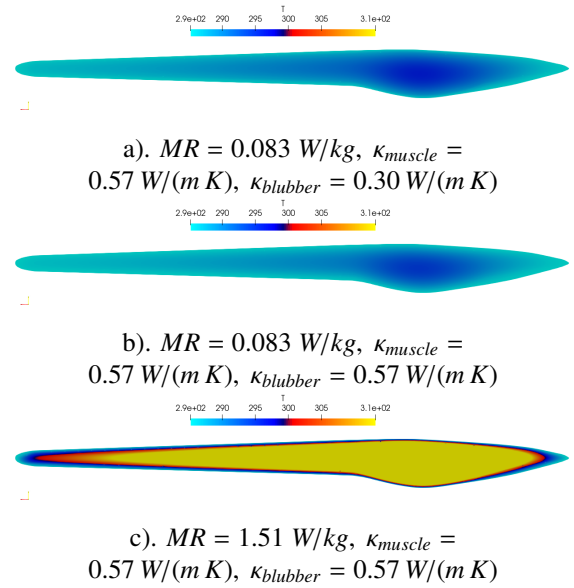 T
2.9e+02 290 295 300 305 3.1e+02
a). MR = 0.083 W/kg, κmuscle =
0.57 W/(m K), κblubber = 0.30 W/(m K)
T
2.9e+02 290 295 300 305 3.1e+02
b). MR = 0.083 W/kg, κmuscle =
0.57 W/(m K), κblubber = 0.57 W/(m K)
T
2.9e+02 290 295 300 305 3.1e+02
c). MR = 1.51 W/kg, κmuscle =
0.57 W/(m K), κblubber = 0.57 W/(m K)